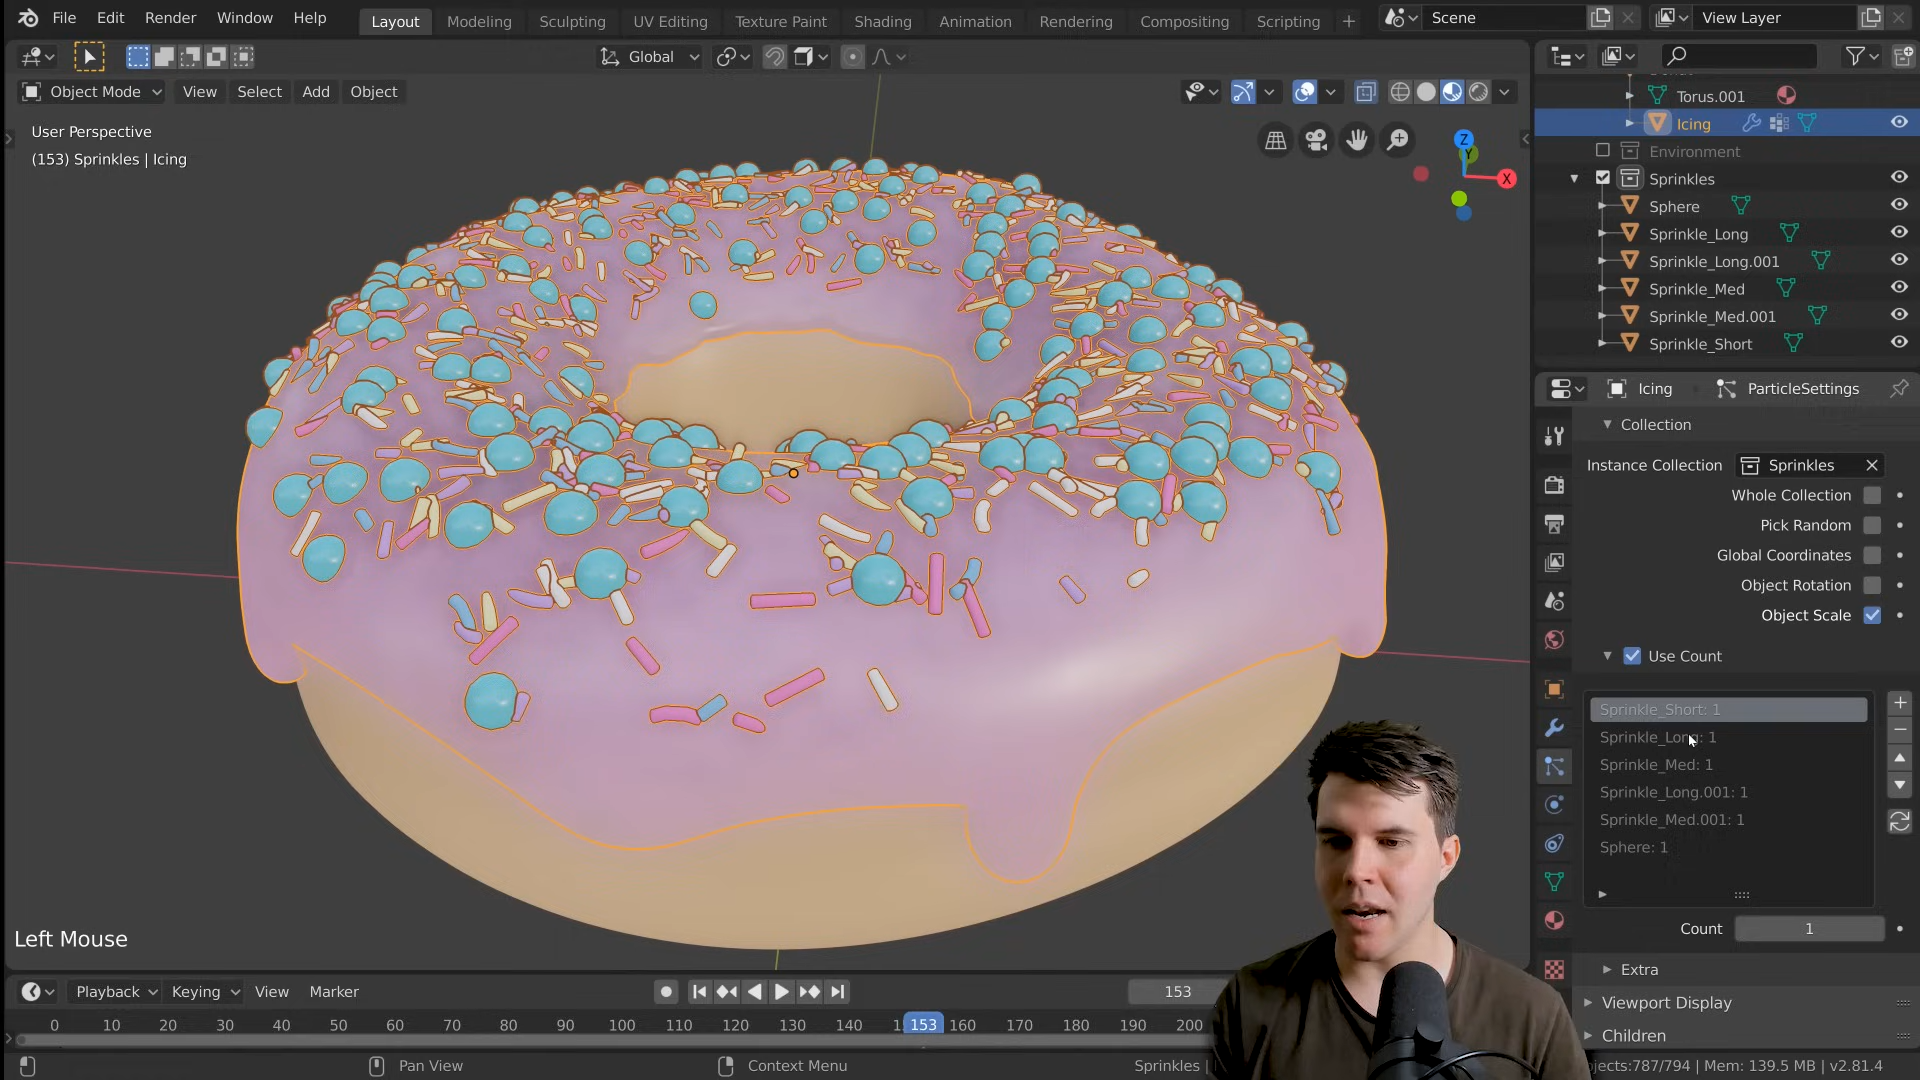 File Edit Render Window Help Layout Modeling Sculpting UV Editing Texture Paint Shading Animation Rendering Compositing Scripting + Scene View Layer
Global
Object Mode View Select Add Object
User Perspective
(153) Sprinkles | Icing
Z
Y
X
Torus.001
Icing
Environment
Sprinkles
Sphere
Sprinkle_Long
Sprinkle_Long.001
Sprinkle_Med
Sprinkle_Med.001
Sprinkle_Short
Icing ParticleSettings
Collection
Instance Collection Sprinkles
Whole Collection
Pick Random
Global Coordinates
Object Rotation
Object Scale
Use Count
Sprinkle_Short: 1
Sprinkle_Long: 1
Sprinkle_Med: 1
Sprinkle_Long.001: 1
Sprinkle_Med.001: 1
Sphere: 1
Count 1
Extra
Viewport Display
Children
Left Mouse
Playback Keying View Marker 153
0 10 20 30 40 50 60 70 80 90 100 110 120 130 140 153 160 170 180 190 200
Pan View Context Menu Sprinkles | jects:787/794 | Mem: 139.5 MB | v2.81.4